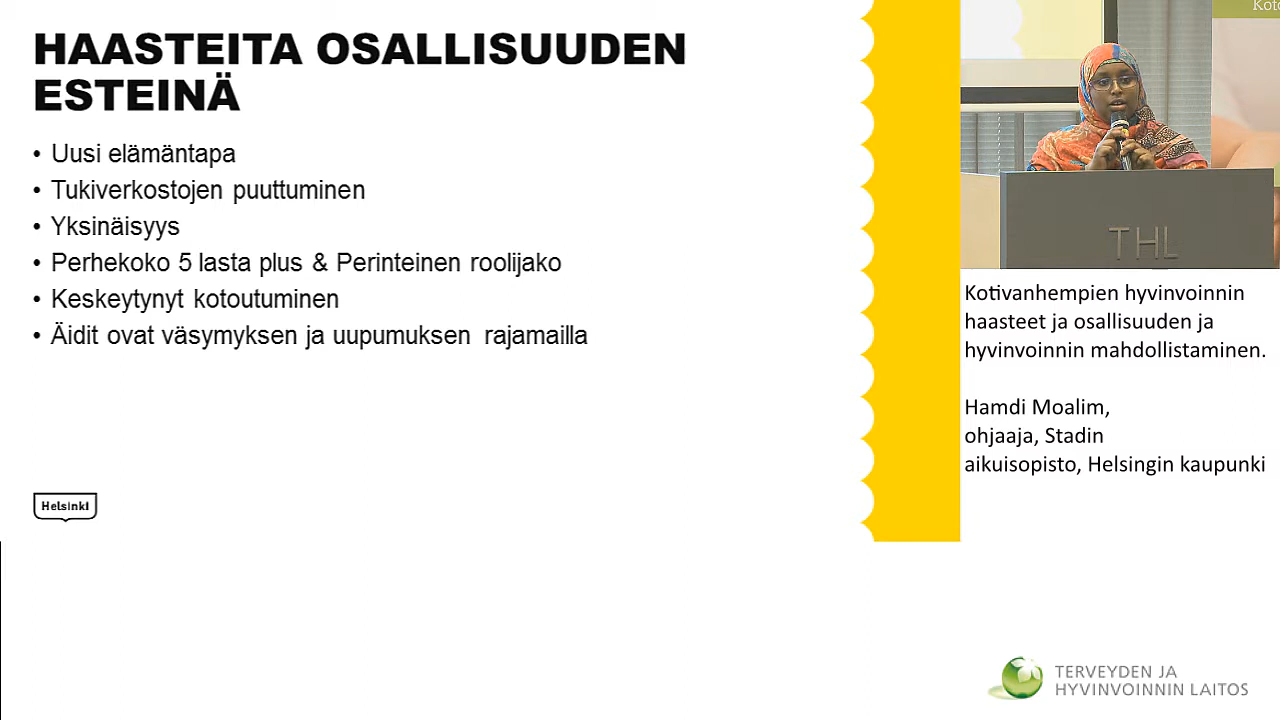 HAASTEITA OSALLISUUDEN
ESTEINÄ
• Uusi elämäntapa
• Tukiverkostojen puuttuminen
• Yksinäisyys
• Perhekoko 5 lasta plus & Perinteinen roolijako
• Keskeytynyt kotoutuminen
• Äidit ovat väsymyksen ja uupumuksen rajamailla
Helsinki
THL
Kotivanhempien hyvinvoinnin
haasteet ja osallisuuden ja
hyvinvoinnin mahdollistaminen.
Hamdi Moalim,
ohjaaja, Stadin
aikuisopisto, Helsingin kaupunki
TERVEYDEN JA
HYVINVOINNIN LAITOS